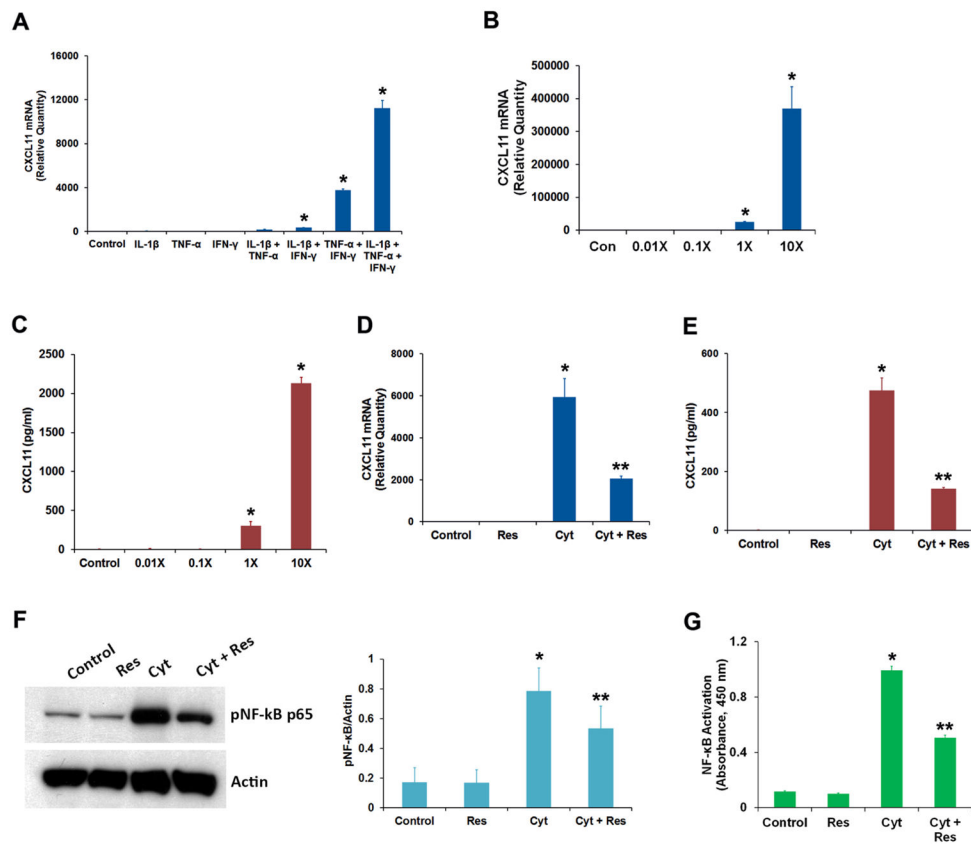 A
CXCL11 mRNA
(Relative Quantity)
16000
12000
8000
4000
0
*
*
*
Control
IL-1β
TNF-α
IFN-γ
IL-1β +
TNF-α
IL-1β +
IFN-γ
TNF-α +
IFN-γ
IL-1β +
TNF-α +
IFN-γ
B
CXCL11 mRNA
(Relative Quantity)
500000
400000
300000
200000
100000
0
*
*
Con 0.01X 0.1X 1X 10X
C
CXCL11 (pg/ml)
2500
2000
1500
1000
500
0
*
*
Control 0.01X 0.1X 1X 10X
D
CXCL11 mRNA
(Relative Quantity)
8000
6000
4000
2000
0
*
**
Control Res Cyt Cyt + Res
E
CXCL11 (pg/ml)
600
400
200
0
*
**
Control Res Cyt Cyt + Res
F
Control Res Cyt Cyt + Res
pNF-kB p65
Actin
pNF-κB/Actin
1
0.8
0.6
0.4
0.2
0
*
**
Control Res Cyt Cyt + Res
G
NF-κB Activation
(Absorbance, 450 nm)
1.2
0.8
0.4
0
*
**
Control Res Cyt Cyt +
Res